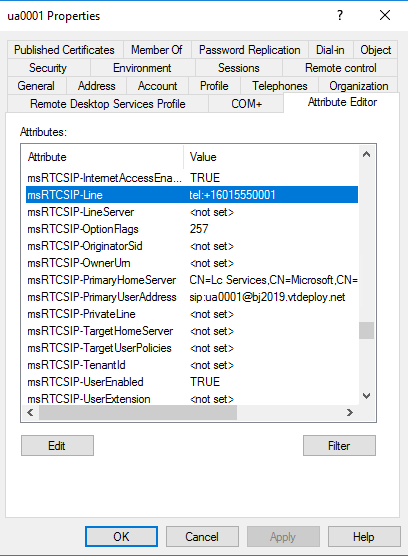 ua0001 Properties ? ×
Published Certificates Member Of Password Replication Dial-in Object
Security Environment Sessions Remote control
General Address Account Profile Telephones Organization
Remote Desktop Services Profile COM+ Attribute Editor
Attributes:
Attribute Value
msRTCSIP-InternetAccessEna... TRUE
msRTCSIP-Line tel:+16015550001
msRTCSIP-LineServer <not set>
msRTCSIP-OptionFlags 257
msRTCSIP-OriginatorSid <not set>
msRTCSIP-OwnerUrn <not set>
msRTCSIP-PrimaryHomeServer CN=Lc Services,CN=Microsoft,CN=
msRTCSIP-PrimaryUserAddress sip:ua0001@bj2019.vtdeploy.net
msRTCSIP-PrivateLine <not set>
msRTCSIP-TargetHomeServer <not set>
msRTCSIP-TargetUserPolicies <not set>
msRTCSIP-TenantId <not set>
msRTCSIP-UserEnabled TRUE
msRTCSIP-UserExtension <not set>
Edit Filter
OK Cancel Apply Help